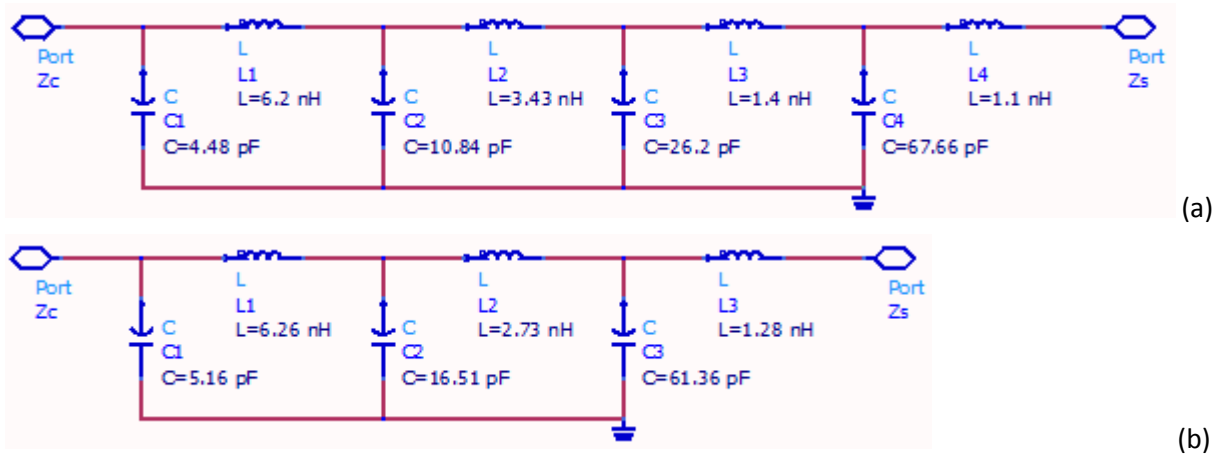 Port
Zc
L
L1
L=6.2 nH
L
L2
L=3.43 nH
L
L3
L=1.4 nH
L
L4
L=1.1 nH
Port
Zs
C
C1
C=4.48 pF
C
C2
C=10.84 pF
C
C3
C=26.2 pF
C
C4
C=67.66 pF
(a)
Port
Zc
L
L1
L=6.26 nH
L
L2
L=2.73 nH
L
L3
L=1.28 nH
Port
Zs
C
C1
C=5.16 pF
C
C2
C=16.51 pF
C
C3
C=61.36 pF
(b)